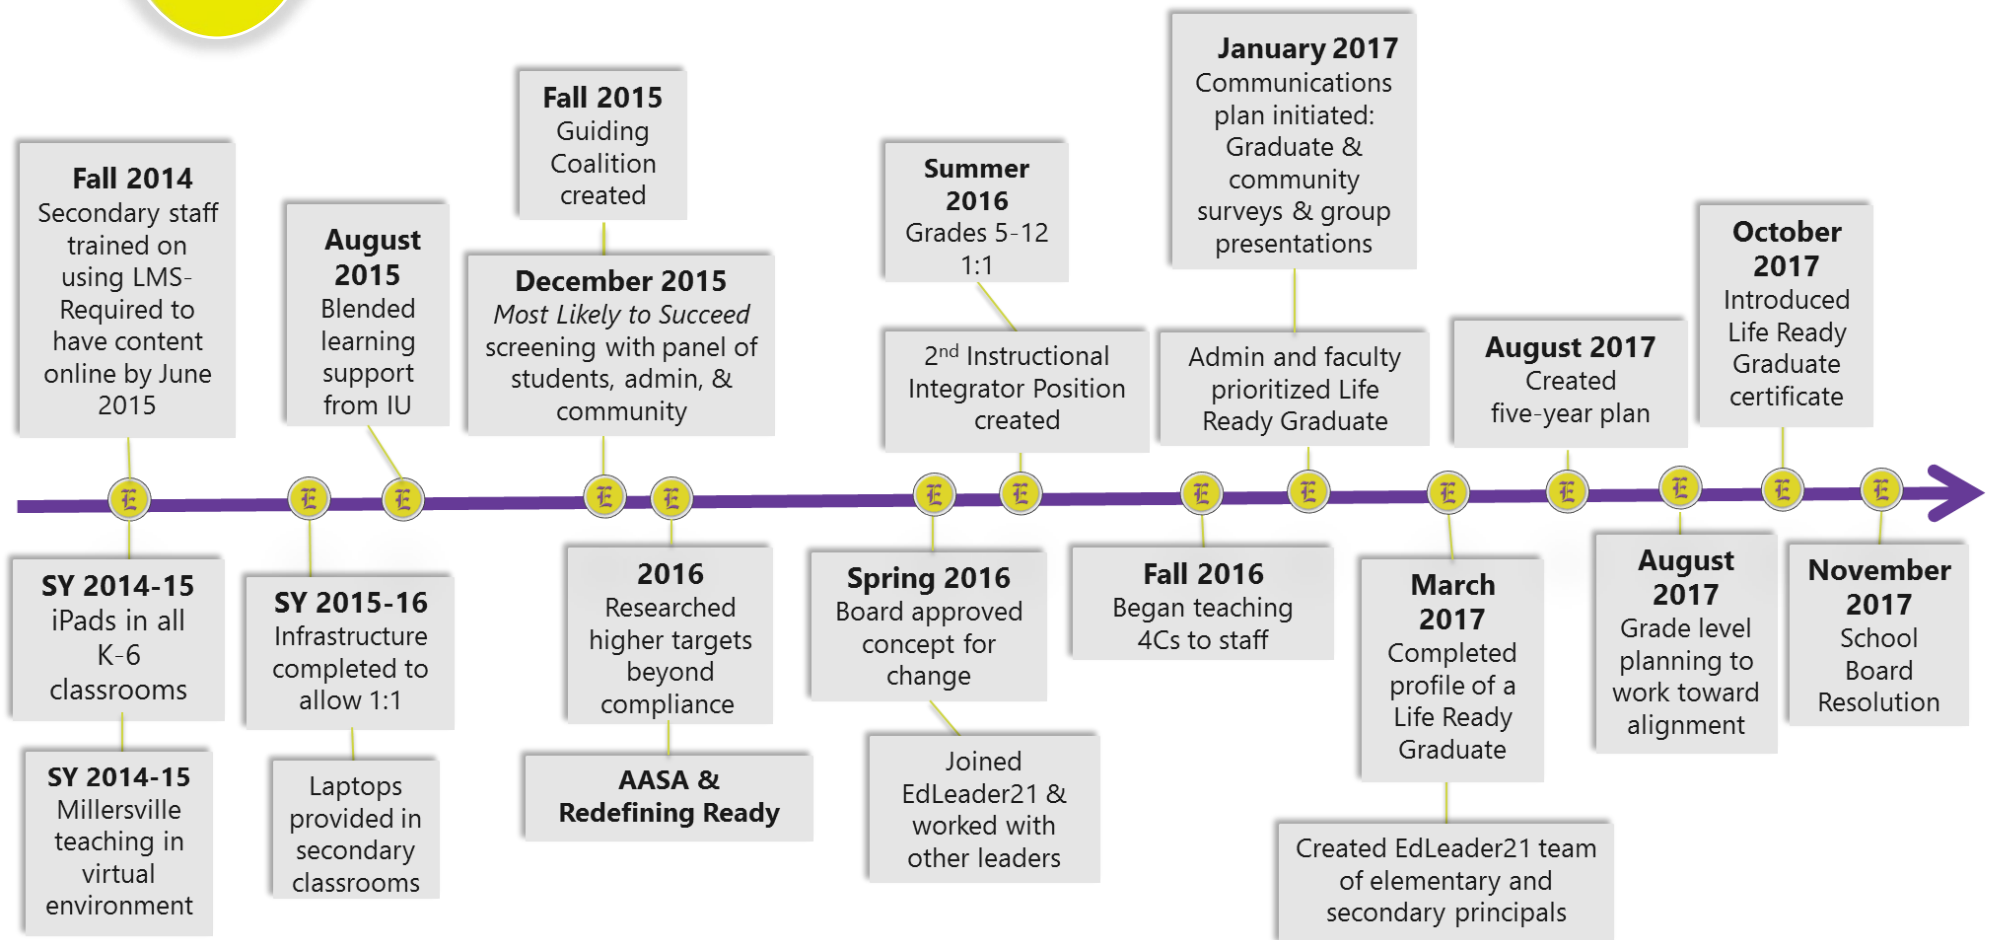 Fall 2014
Secondary staff
trained on
using LMS-
Required to
have content
online by June
2015
SY 2014-15
iPads in all
K-6
classrooms
SY 2014-15
Millersville
teaching in
virtual
environment
August
2015
Blended
learning
support
from IU
SY 2015-16
Infrastructure
completed to
allow 1:1
Laptops
provided in
secondary
classrooms
Fall 2015
Guiding
Coalition
created
December 2015
Most Likely to Succeed
screening with panel of
students, admin, &
community
2016
Researched
higher targets
beyond
compliance
AASA &
Redefining Ready
Summer
2016
Grades 5-12
1:1
2nd Instructional
Integrator Position
created
Spring 2016
Board approved
concept for
change
Joined
EdLeader21 &
worked with
other leaders
January 2017
Communications
plan initiated:
Graduate &
community
surveys & group
presentations
Admin and faculty
prioritized Life
Ready Graduate
Fall 2016
Began teaching
4Cs to staff
March
2017
Completed
profile of a
Life Ready
Graduate
Created EdLeader21 team
of elementary and
secondary principals
August 2017
Created
five-year plan
August
2017
Grade level
planning to
work toward
alignment
October
2017
Introduced
Life Ready
Graduate
certificate
November
2017
School
Board
Resolution
E
E
E
E
E
E
E
E
E
E
E
E
E
E